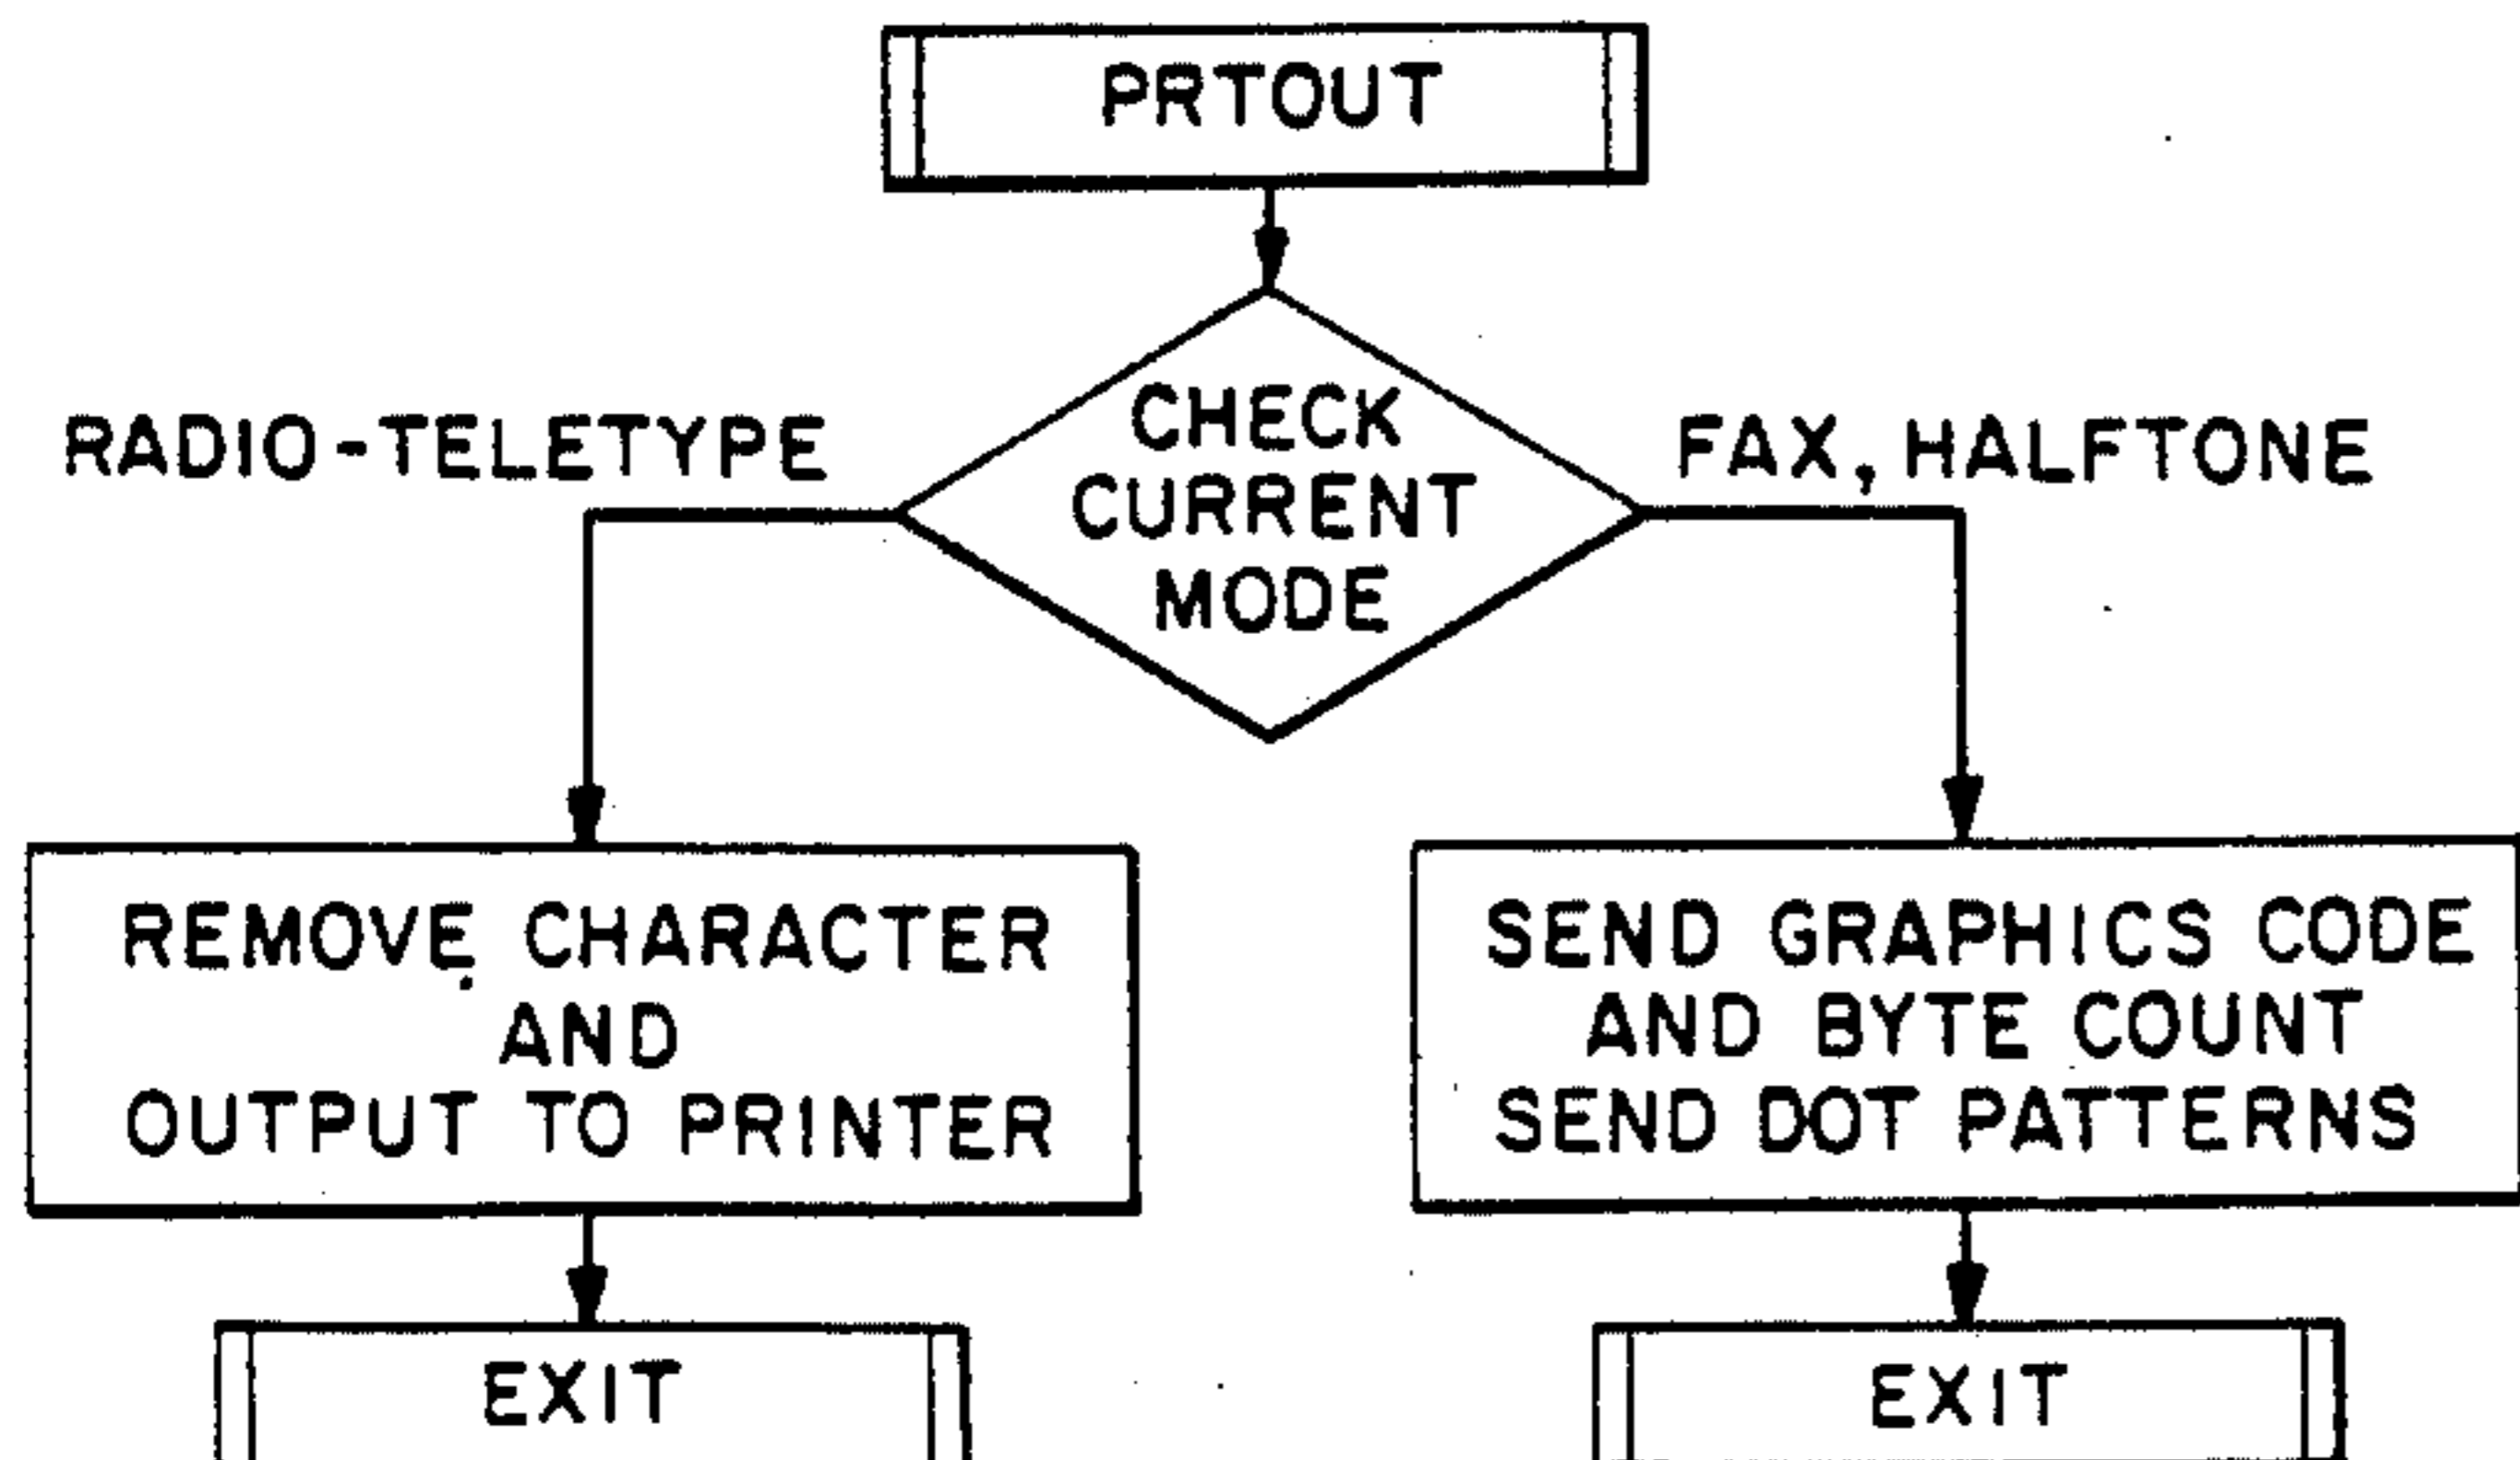 PRTOUT
CHECK
CURRENT
MODE
RADIO-TELETYPE
FAX, HALFTONE
REMOVE CHARACTER
AND
OUTPUT TO PRINTER
SEND GRAPHICS CODE
AND BYTE COUNT
SEND DOT PATTERNS
EXIT
EXIT